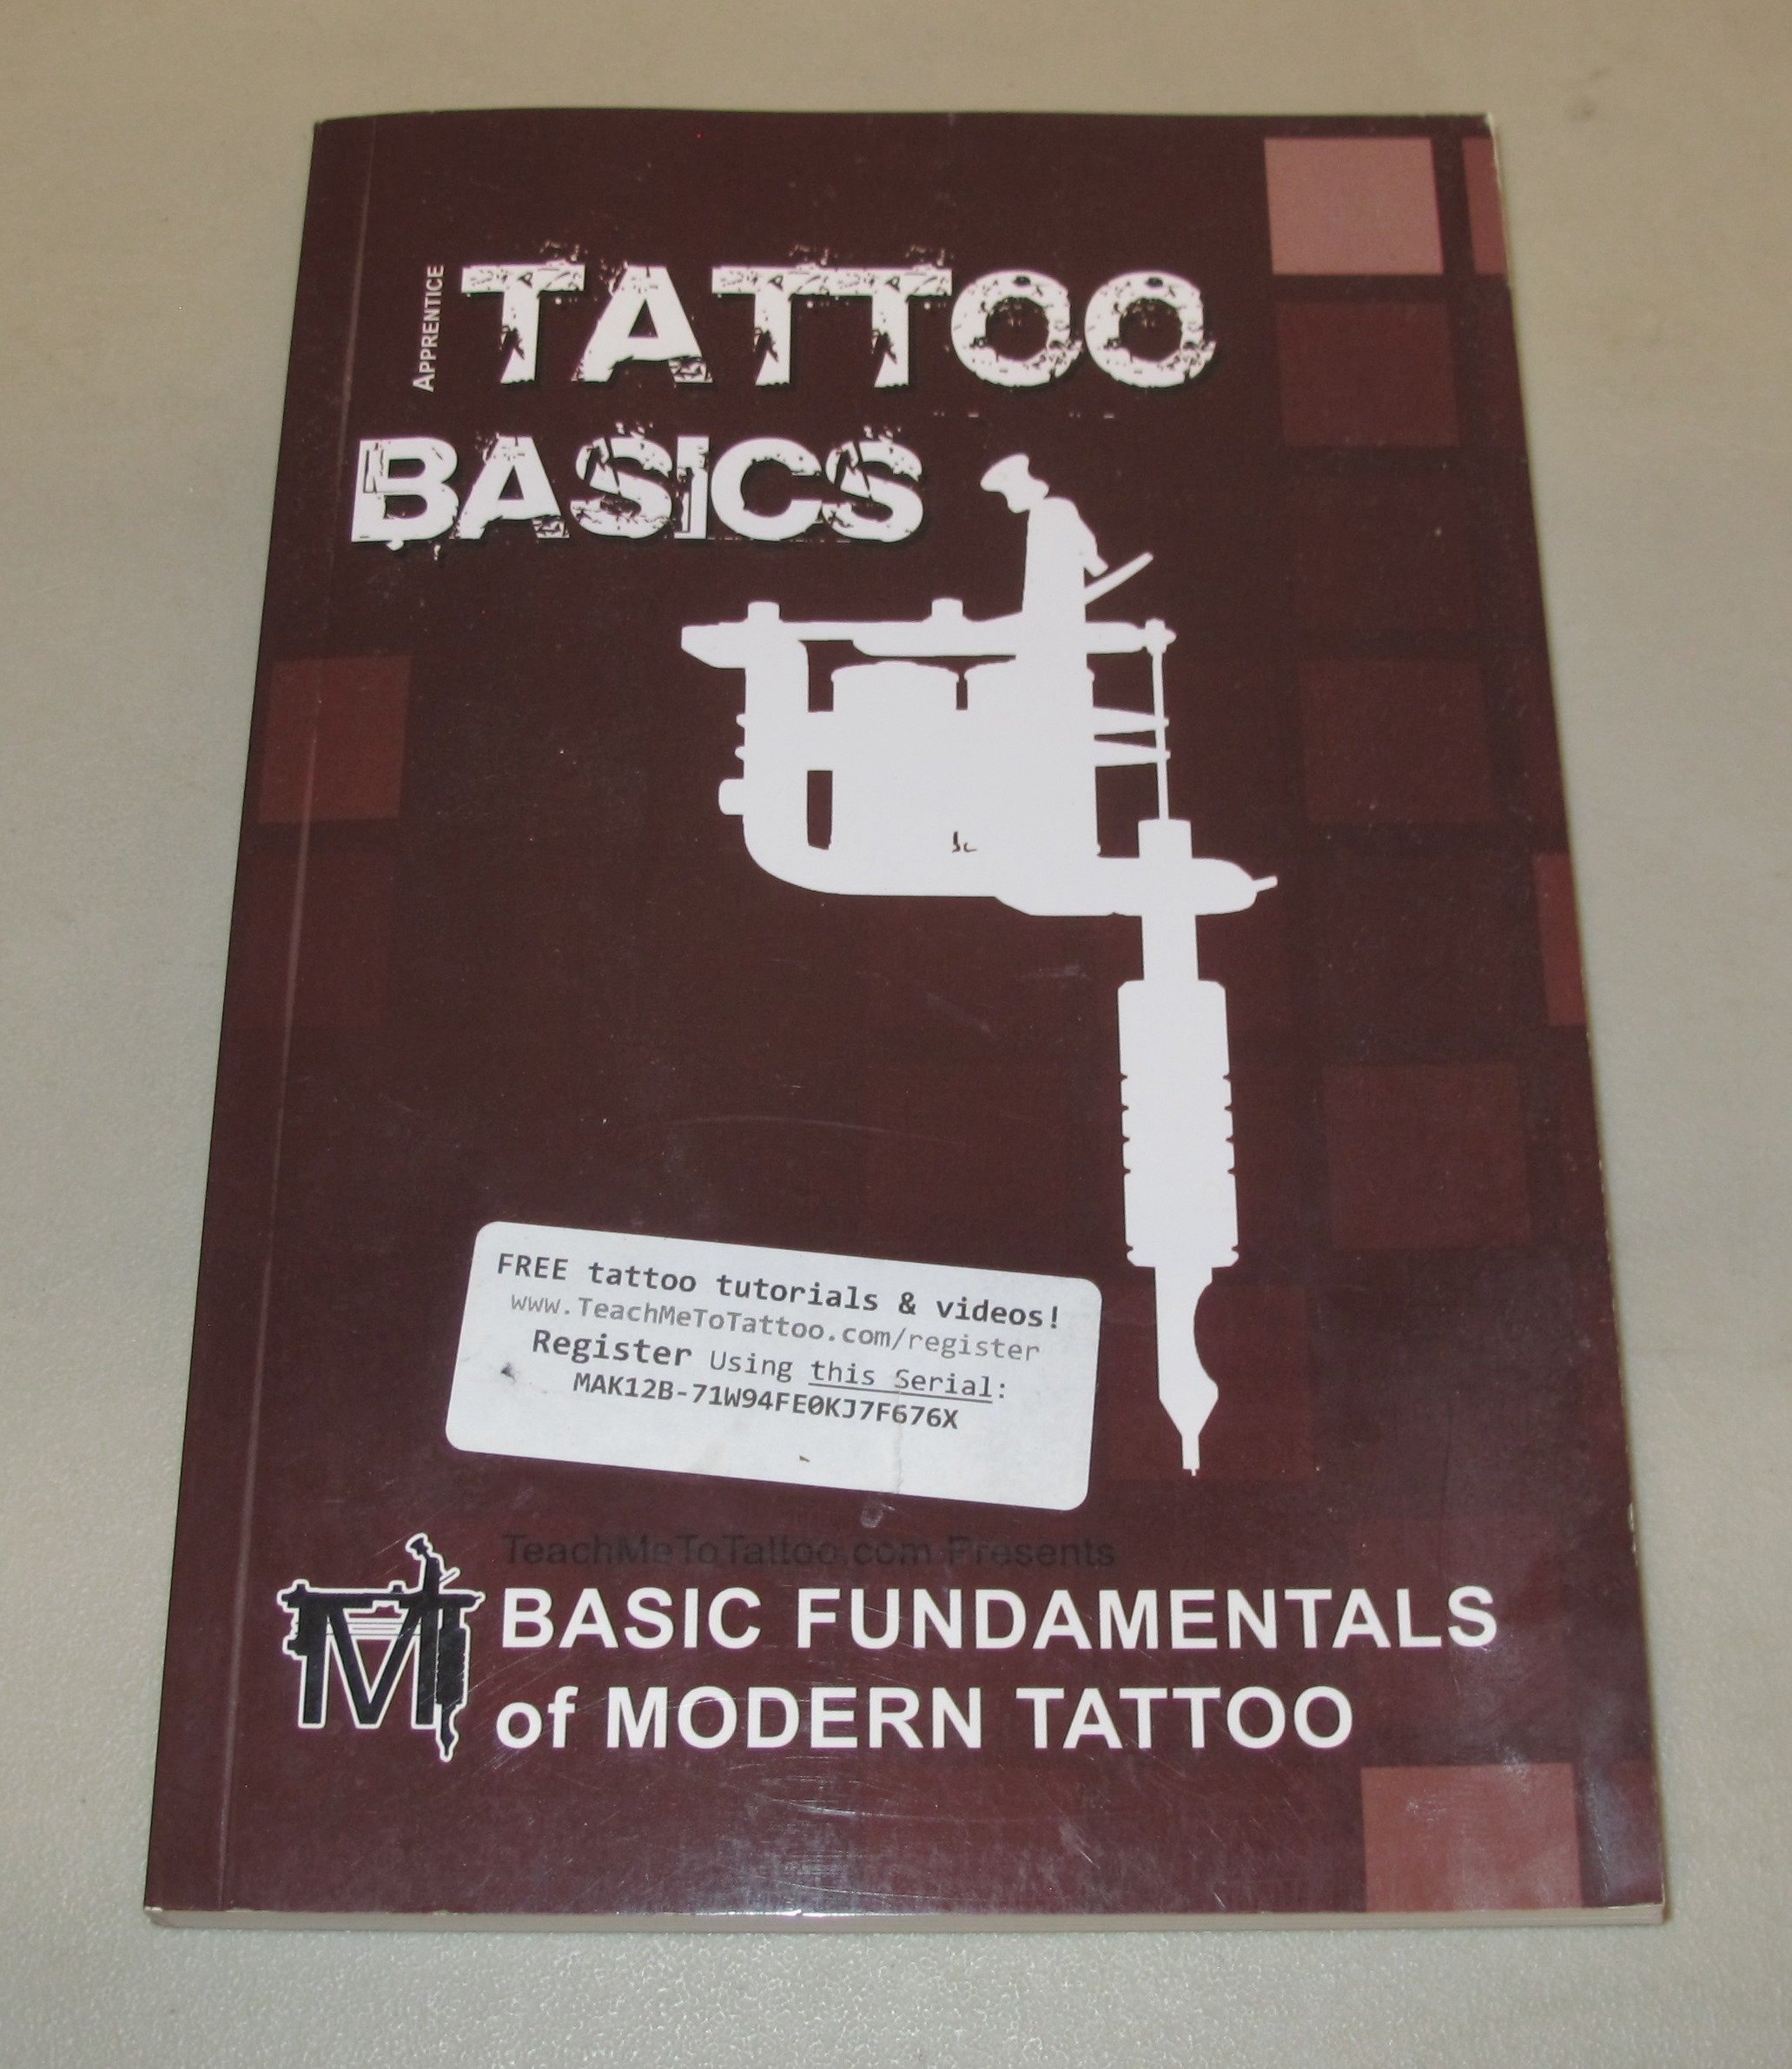 APPRENTICE
TATTOO
BASICS
FREE tattoo tutorials & videos!
www.TeachMeToTattoo.com/register
Register Using this Serial:
MAK12B-71W94FE0KJ7F676X
TeachMeToTattoo.com Presents
BASIC FUNDAMENTALS
of MODERN TATTOO